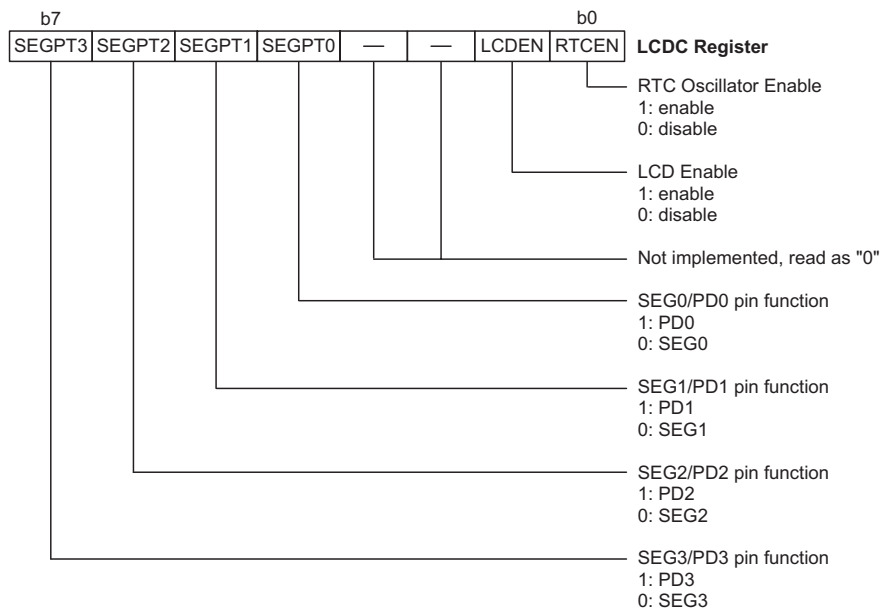 b7 b0
SEGPT3 SEGPT2 SEGPT1 SEGPT0 — — LCDEN RTCEN LCDC Register
RTC Oscillator Enable
1: enable
0: disable
LCD Enable
1: enable
0: disable
Not implemented, read as "0"
SEG0/PD0 pin function
1: PD0
0: SEG0
SEG1/PD1 pin function
1: PD1
0: SEG1
SEG2/PD2 pin function
1: PD2
0: SEG2
SEG3/PD3 pin function
1: PD3
0: SEG3